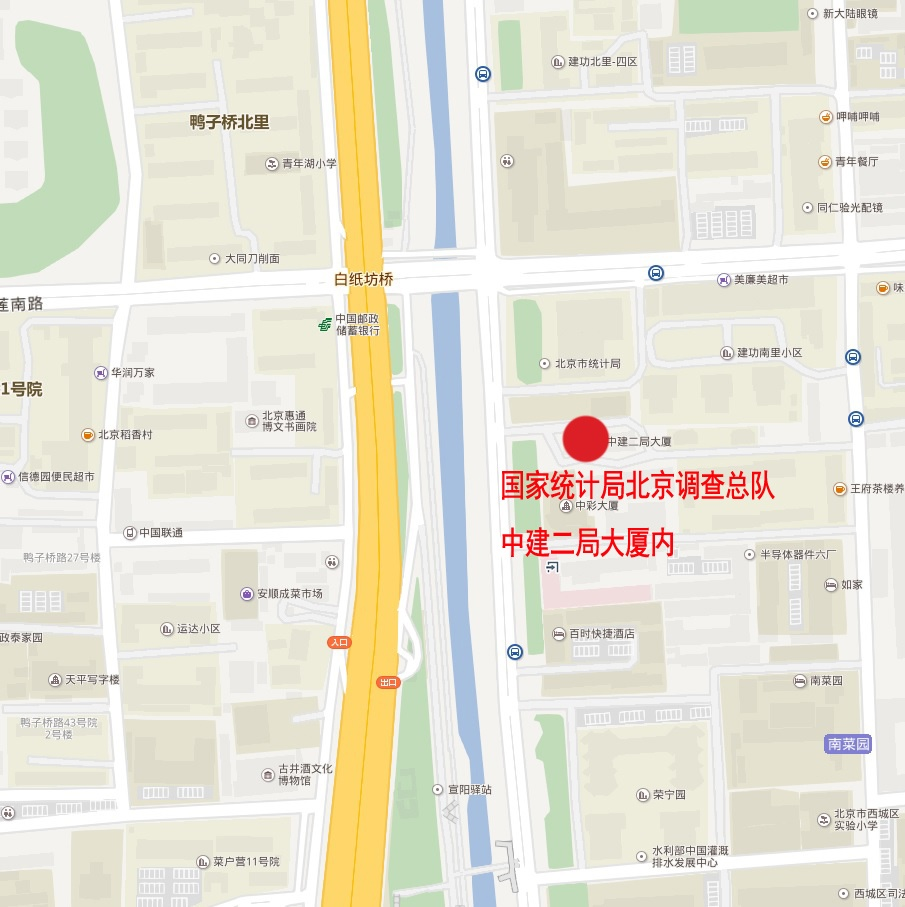 新大陆眼镜
建功北里-四区
呷哺呷哺
鸭子桥北里
青年湖小学
青年餐厅
同仁验光配镜
大同刀削面
白纸坊桥
美廉美超市
味
莲南路
中国邮政
储蓄银行
建功南里小区
北京市统计局
华润万家
1号院
北京惠通
博文书画院
北京稻香村
中建二局大厦
信德园便民超市
国家统计局北京调查总队
王府茶楼养
中彩大厦
中国联通
中建二局大厦内
鸭子桥路27号楼
半导体器件六厂
如家
安顺成菜市场
运达小区
政泰家园
百时快捷酒店
入口
天平写字楼
出口
南菜园
鸭子桥路43号院
2号楼
南菜园
古井酒文化
博物馆
宣阳驿站
荣宁园
北京市西城区
实验小学
菜户营11号院
水利部中国灌溉
排水发展中心
西城区司法